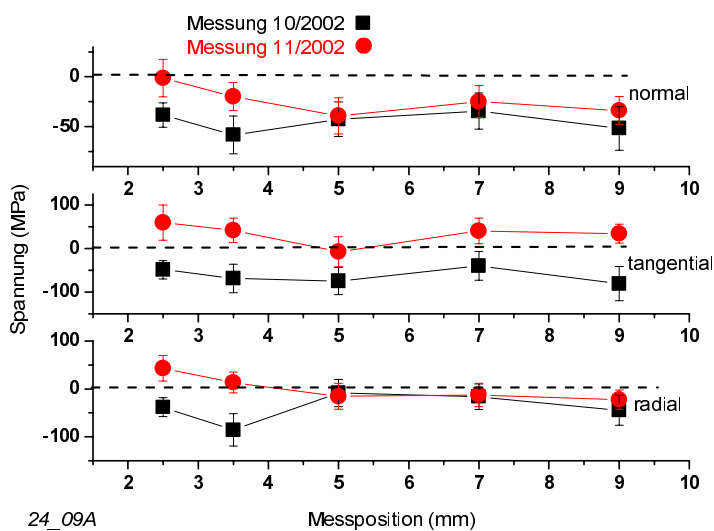 Messung 10/2002
Messung 11/2002
0
-50
normal
2 3 4 5 6 7 8 9 10
Spannung (MPa)
100
0
-100
tangential
2 3 4 5 6 7 8 9 10
100
0
-100
radial
2 3 4 5 6 7 8 9 10
24_09A
Messposition (mm)